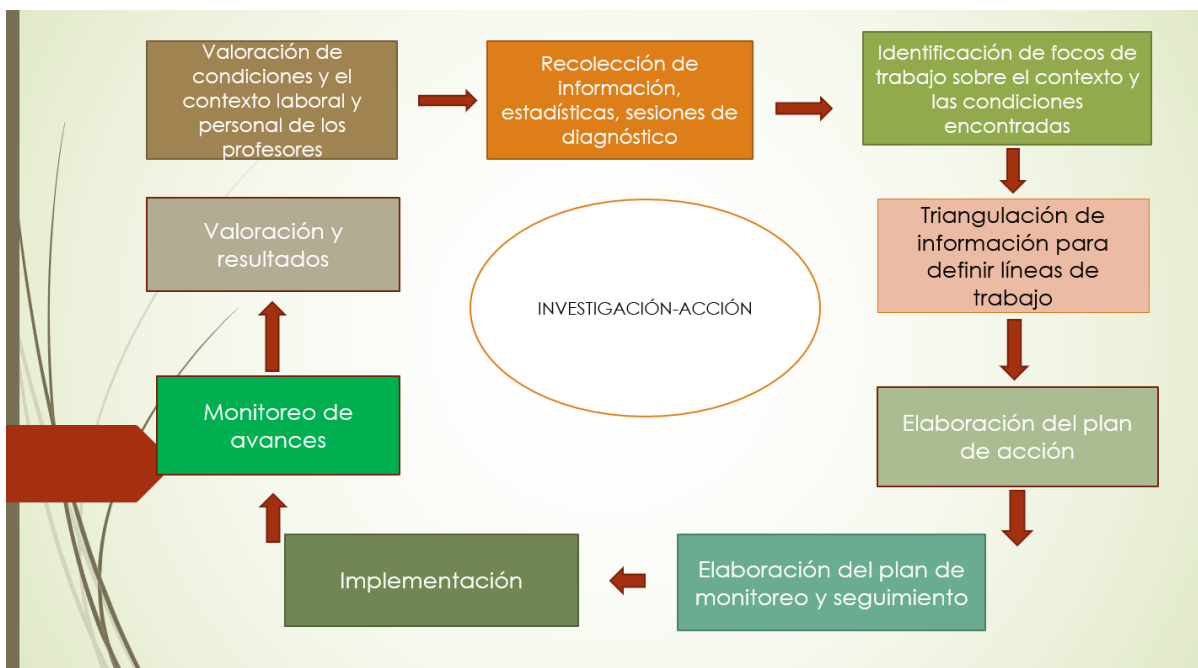 Valoración de
condiciones y el
contexto laboral y
personal de los
profesores
Recolección de
información,
estadísticas, sesiones de
diagnóstico
Identificación de focos de
trabajo sobre el contexto y
las condiciones
encontradas
Triangulación de
información para
definir líneas de
trabajo
Elaboración del plan
de acción
Elaboración del plan de
monitoreo y seguimiento
Implementación
Monitoreo de
avances
Valoración y
resultados
INVESTIGACIÓN-ACCIÓN